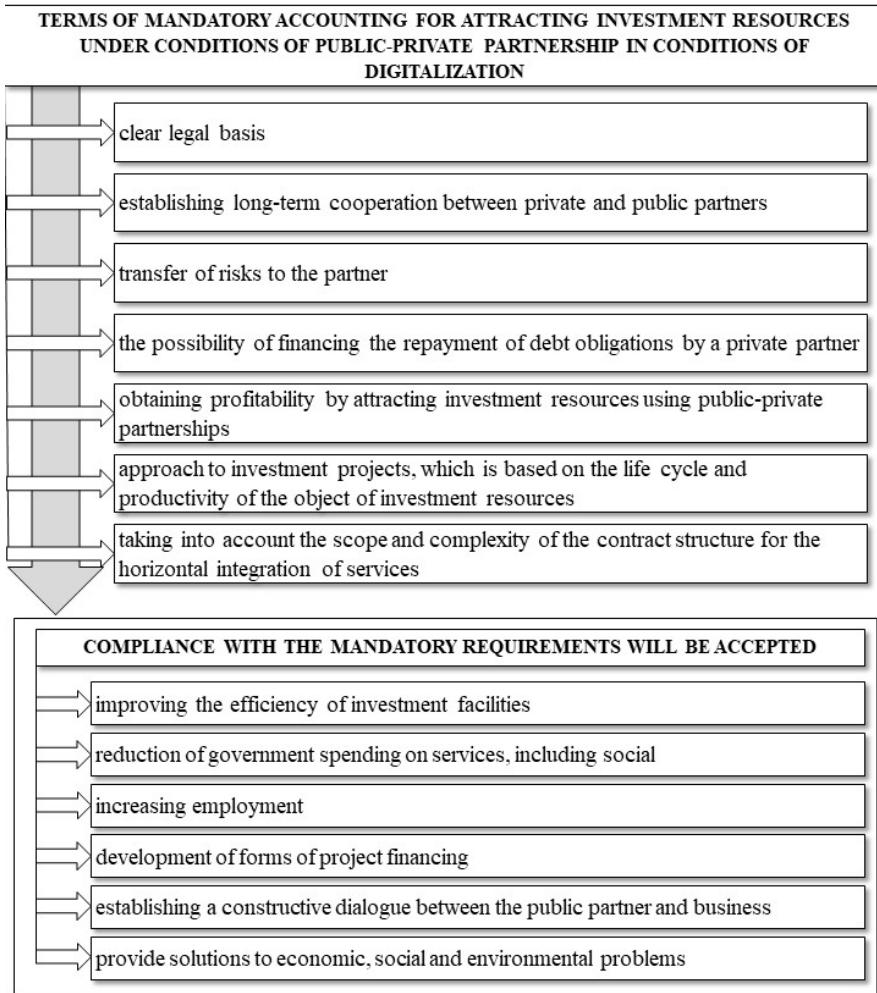 TERMS OF MANDATORY ACCOUNTING FOR ATTRACTING INVESTMENT RESOURCES
UNDER CONDITIONS OF PUBLIC-PRIVATE PARTNERSHIP IN CONDITIONS OF
DIGITALIZATION
clear legal basis
establishing long-term cooperation between private and public partners
transfer of risks to the partner
the possibility of financing the repayment of debt obligations by a private partner
obtaining profitability by attracting investment resources using public-private
partnerships
approach to investment projects, which is based on the life cycle and
productivity of the object of investment resources
taking into account the scope and complexity of the contract structure for the
horizontal integration of services
COMPLIANCE WITH THE MANDATORY REQUIREMENTS WILL BE ACCEPTED
improving the efficiency of investment facilities
reduction of government spending on services, including social
increasing employment
development of forms of project financing
establishing a constructive dialogue between the public partner and business
provide solutions to economic, social and environmental problems